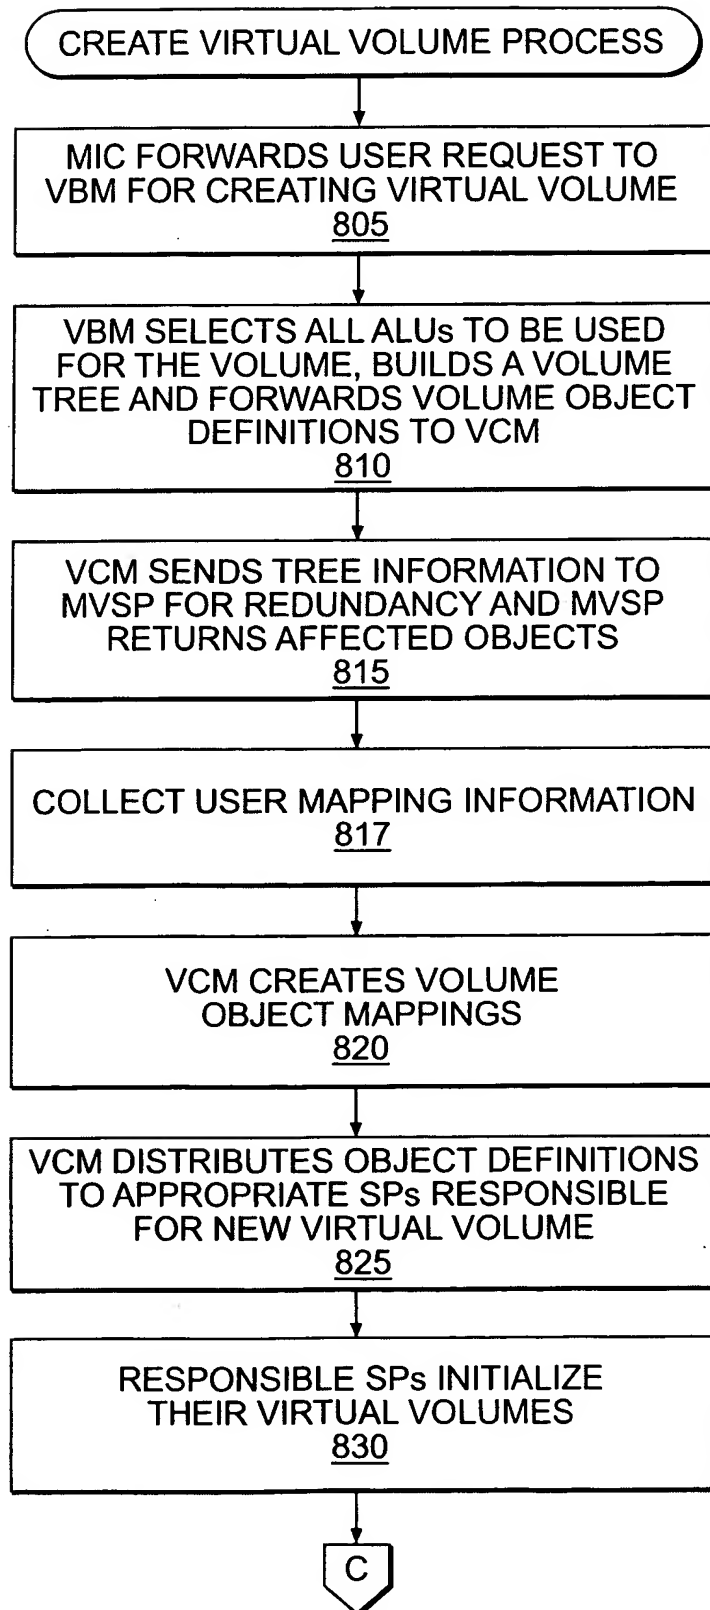 CREATE VIRTUAL VOLUME PROCESS
MIC FORWARDS USER REQUEST TO
VBM FOR CREATING VIRTUAL VOLUME
805
VBM SELECTS ALL ALUs TO BE USED
FOR THE VOLUME, BUILDS A VOLUME
TREE AND FORWARDS VOLUME OBJECT
DEFINITIONS TO VCM
810
VCM SENDS TREE INFORMATION TO
MVSP FOR REDUNDANCY AND MVSP
RETURNS AFFECTED OBJECTS
815
COLLECT USER MAPPING INFORMATION
817
VCM CREATES VOLUME
OBJECT MAPPINGS
820
VCM DISTRIBUTES OBJECT DEFINITIONS
TO APPROPRIATE SPs RESPONSIBLE
FOR NEW VIRTUAL VOLUME
825
RESPONSIBLE SPs INITIALIZE
THEIR VIRTUAL VOLUMES
830
C